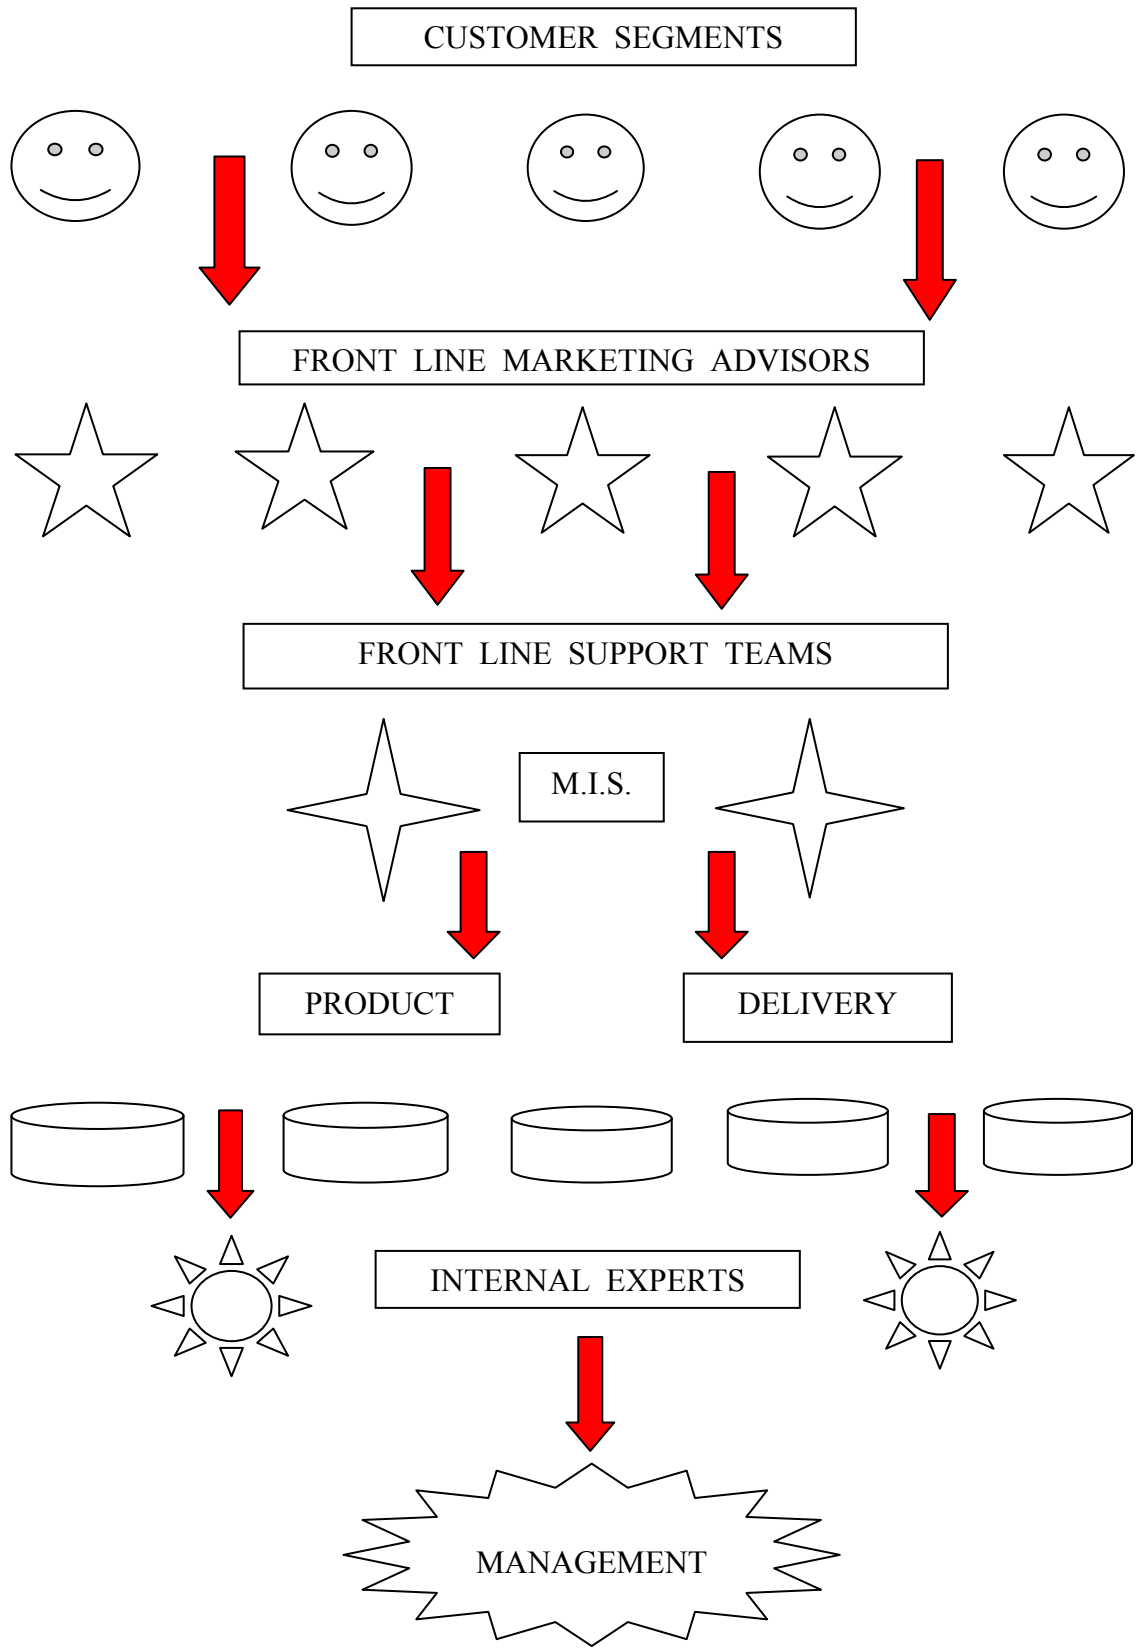 CUSTOMER SEGMENTS
FRONT LINE MARKETING ADVISORS
FRONT LINE SUPPORT TEAMS
M.I.S.
PRODUCT
DELIVERY
INTERNAL EXPERTS
MANAGEMENT